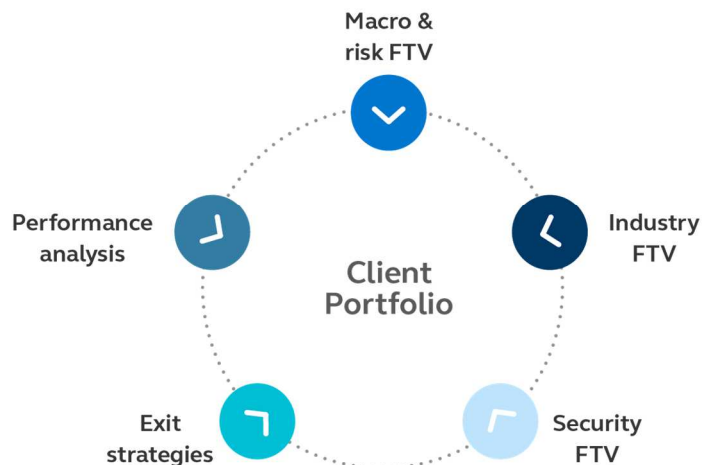 Macro &
risk FTV
Performance
analysis
Industry
FTV
Client
Portfolio
Exit
strategies
Security
FTV